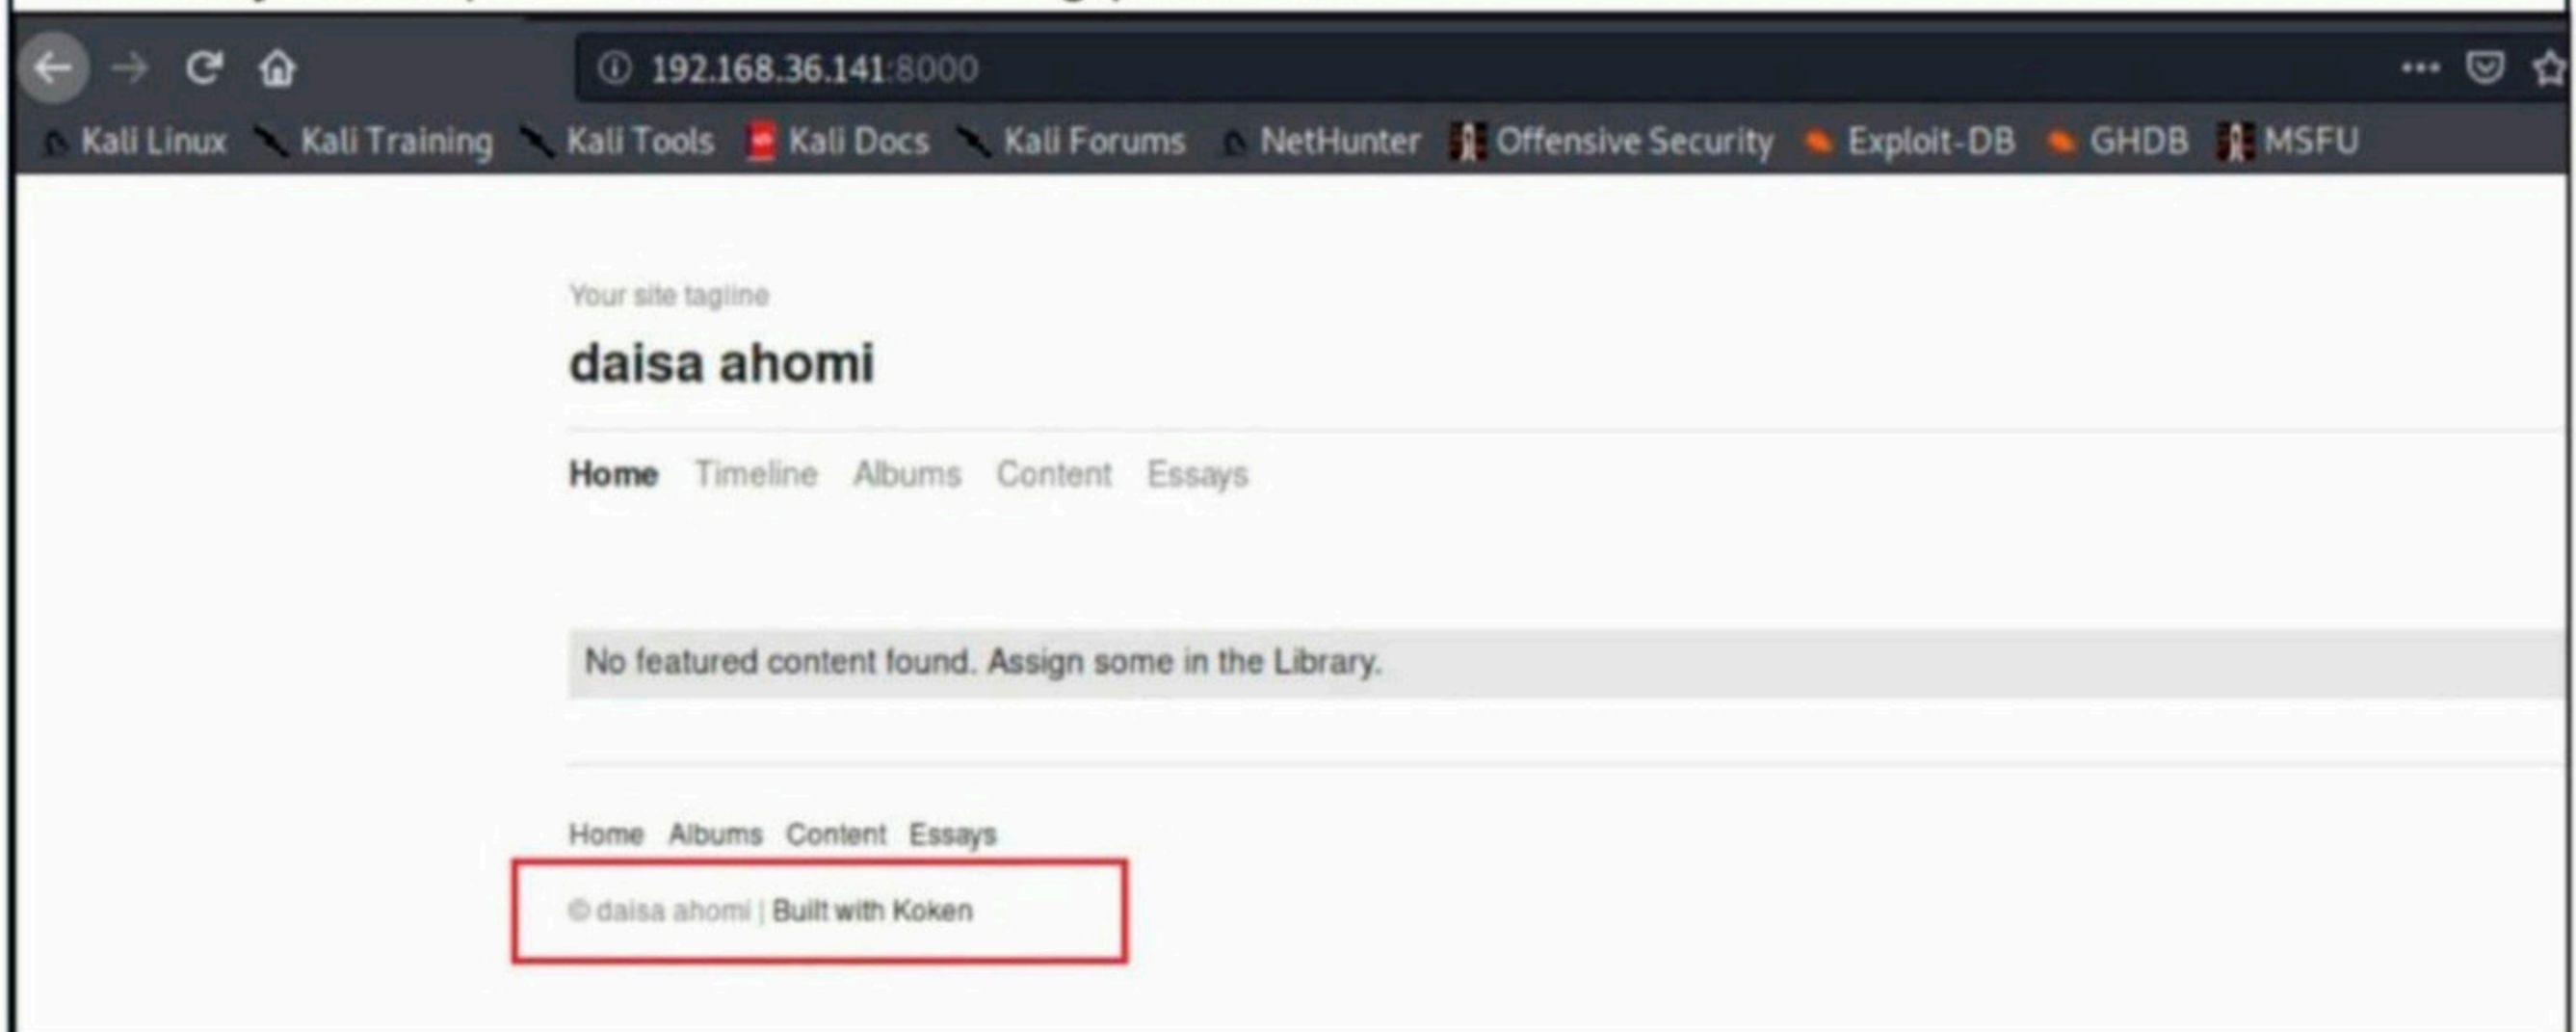 192.168.36.141:8000
Kali Linux Kali Training Kali Tools Kali Docs Kali Forums NetHunter Offensive Security Exploit-DB GHDB MSFU
Your site tagline
daisa ahomi
Home Timeline Albums Content Essays
No featured content found. Assign some in the Library.
Home Albums Content Essays
© daisa ahomi | Built with Koken